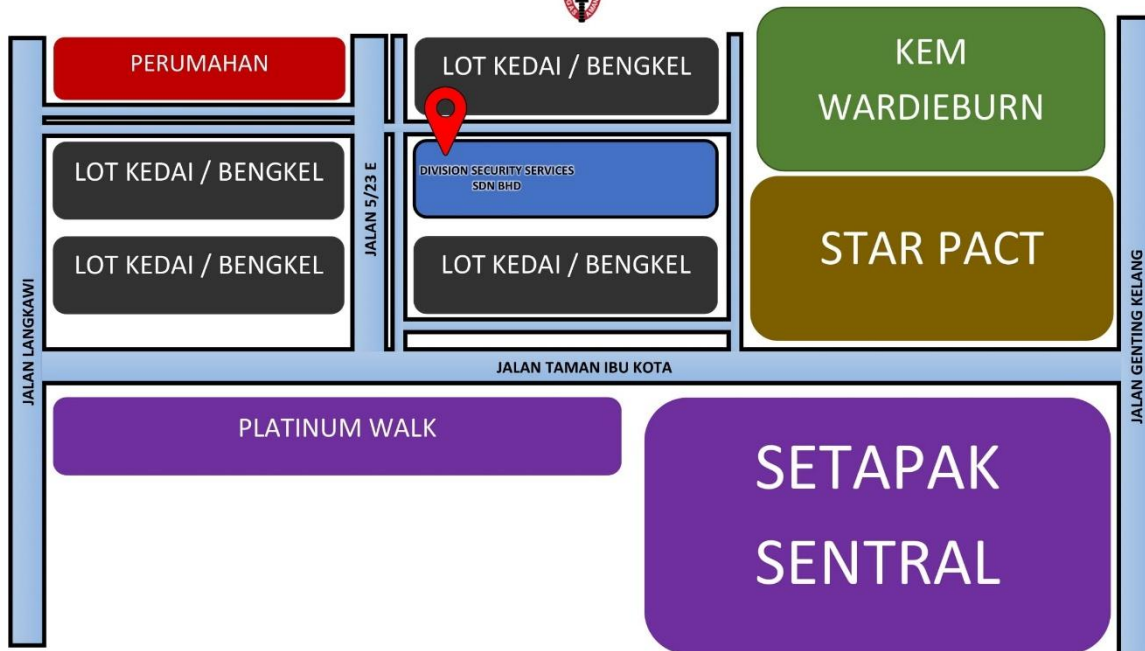 PERUMAHAN
LOT KEDAI / BENGKEL
KEM
WARDIEBURN
LOT KEDAI / BENGKEL
JALAN 5/23 E
DIVISION SECURITY SERVICES
SDN BHD
STAR PACT
LOT KEDAI / BENGKEL
LOT KEDAI / BENGKEL
JALAN LANGKAWI
JALAN GENTING KELANG
JALAN TAMAN IBU KOTA
PLATINUM WALK
SETAPAK
SENTRAL